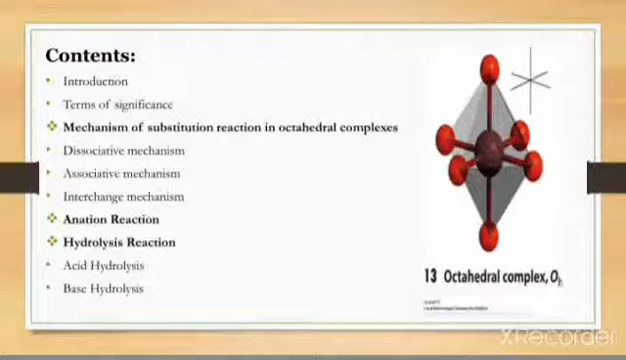 Contents:
Introduction
Terms of significance
Mechanism of substitution reaction in octahedral complexes
Dissociative mechanism
Associative mechanism
Interchange mechanism
Anation Reaction
Hydrolysis Reaction
Acid Hydrolysis
Base Hydrolysis
13 Octahedral complex, Oh
XRecorder